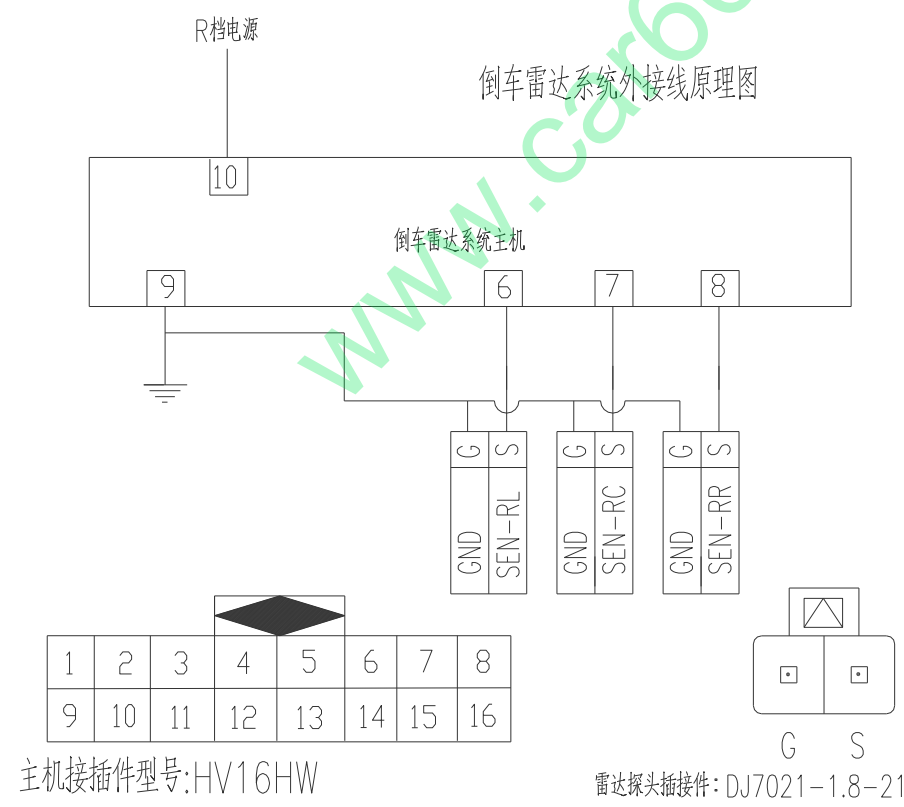 R档电源
倒车雷达系统外接线原理图
10
倒车雷达系统主机
9 6 7 8
G S G S G S
GND SEN-RL GND SEN-RC GND SEN-RR
1 2 3 4 5 6 7 8
9 10 11 12 13 14 15 16
G S
主机接插件型号:HV16HW
雷达探头插接件:DJ7021-1.8-21
www.car60